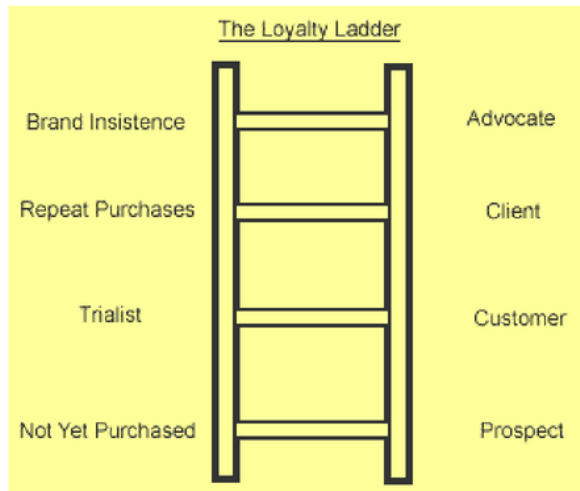 The Loyalty Ladder
Brand Insistence
Advocate
Repeat Purchases
Client
Trialist
Customer
Not Yet Purchased
Prospect